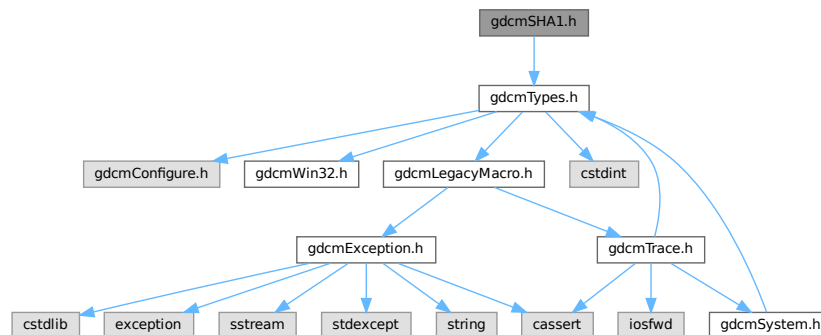 gdcmSHA1.h
gdcmTypes.h
gdcmConfigure.h
gdcmWin32.h
gdcmLegacyMacro.h
cstdint
gdcmException.h
gdcmTrace.h
cstdlib
exception
sstream
stdexcept
string
cassert
iosfwd
gdcmSystem.h